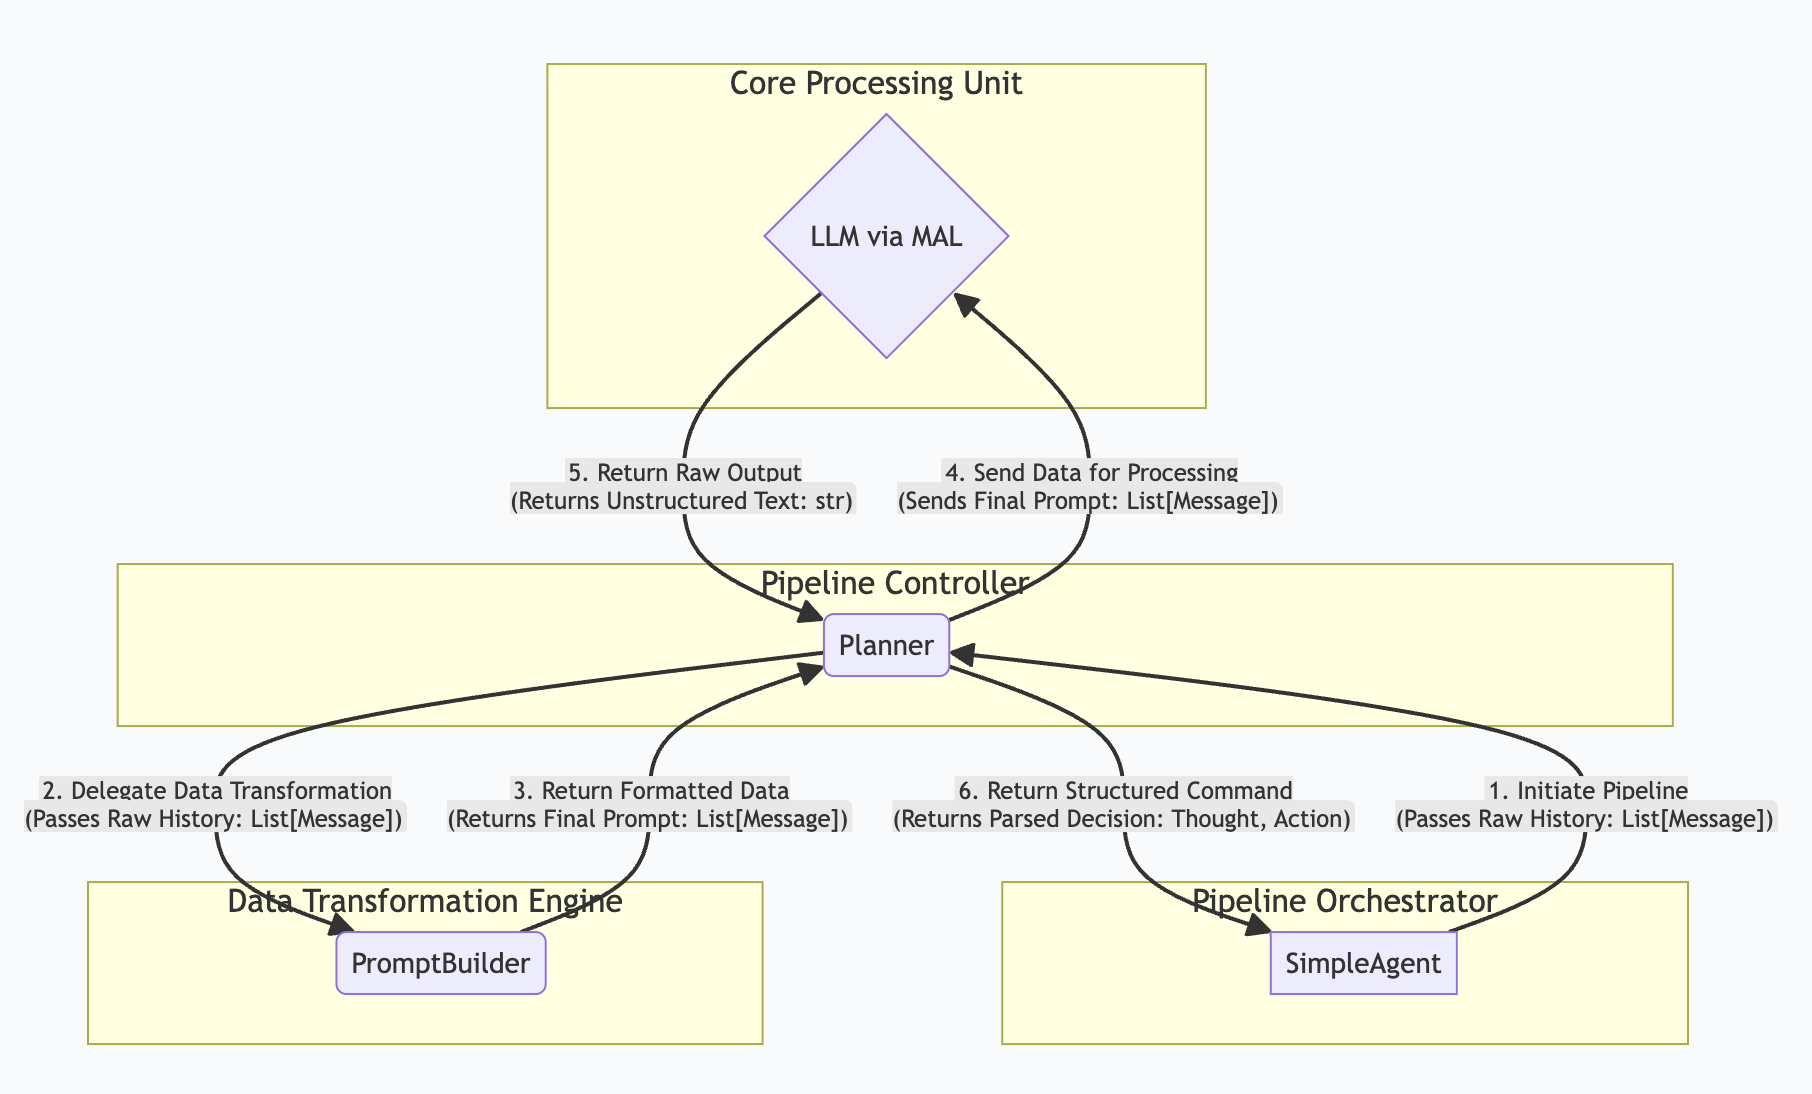 Core Processing Unit
LLM via MAL
5. Return Raw Output
(Returns Unstructured Text: str)
4. Send Data for Processing
(Sends Final Prompt: List[Message])
Pipeline Controller
Planner
2. Delegate Data Transformation
(Passes Raw History: List[Message])
3. Return Formatted Data
(Returns Final Prompt: List[Message])
6. Return Structured Command
(Returns Parsed Decision: Thought, Action)
1. Initiate Pipeline
(Passes Raw History: List[Message])
Data Transformation Engine
PromptBuilder
Pipeline Orchestrator
SimpleAgent